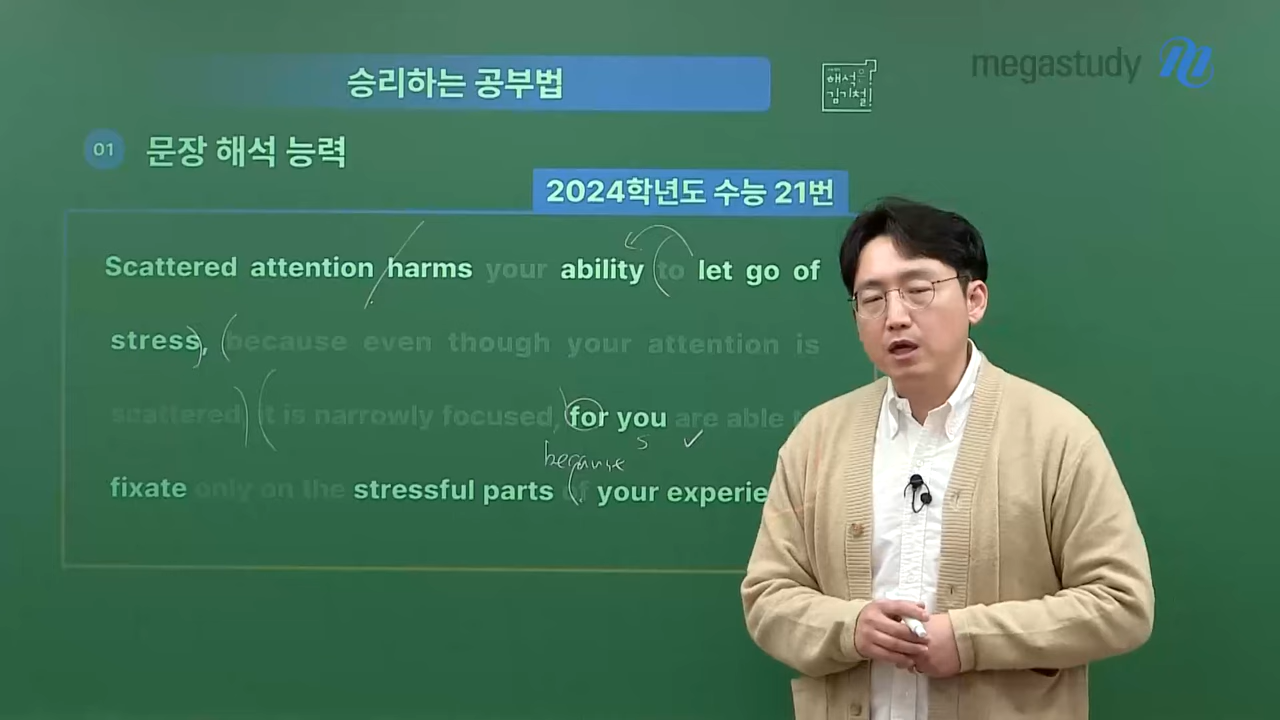 megastudy
승리하는 공부법
해석은!
김기철!
01 문장 해석 능력
2024학년도 수능 21번
Scattered attention harms your ability to let go of
stress, because even though your attention is
scattered, it is narrowly focused, for you are able
because s
fixate only on the stressful parts of your experie